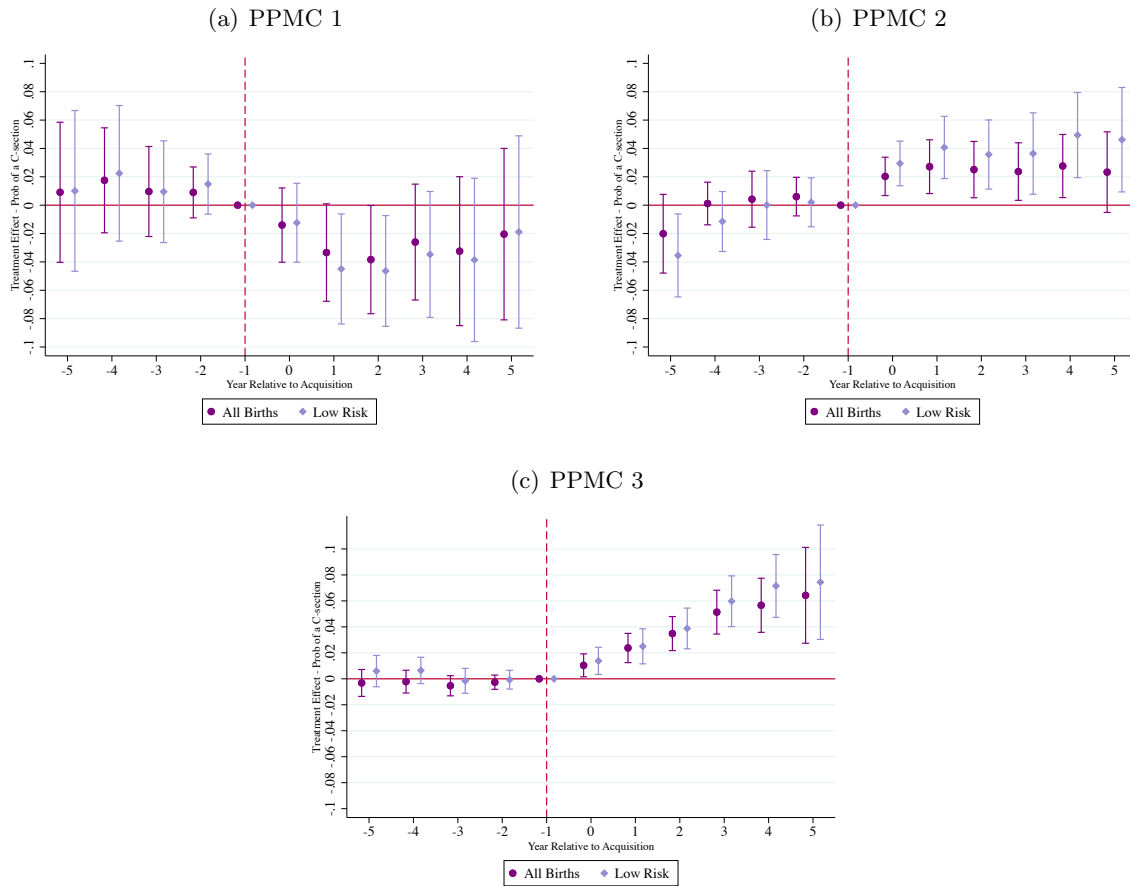 (a) PPMC 1
Treatment Effect - Prob of a C-section
.1
.08
.06
.04
.02
0
-.02
-.04
-.06
-.08
-.1
-5 -4 -3 -2 -1 0 1 2 3 4 5
Year Relative to Acquisition
All Births Low Risk
(b) PPMC 2
Treatment Effect - Prob of a C-section
.1
.08
.06
.04
.02
0
-.02
-.04
-.06
-.08
-.1
-5 -4 -3 -2 -1 0 1 2 3 4 5
Year Relative to Acquisition
All Births Low Risk
(c) PPMC 3
Treatment Effect - Prob of a C-section
.1
.08
.06
.04
.02
0
-.02
-.04
-.06
-.08
-.1
-5 -4 -3 -2 -1 0 1 2 3 4 5
Year Relative to Acquisition
All Births Low Risk